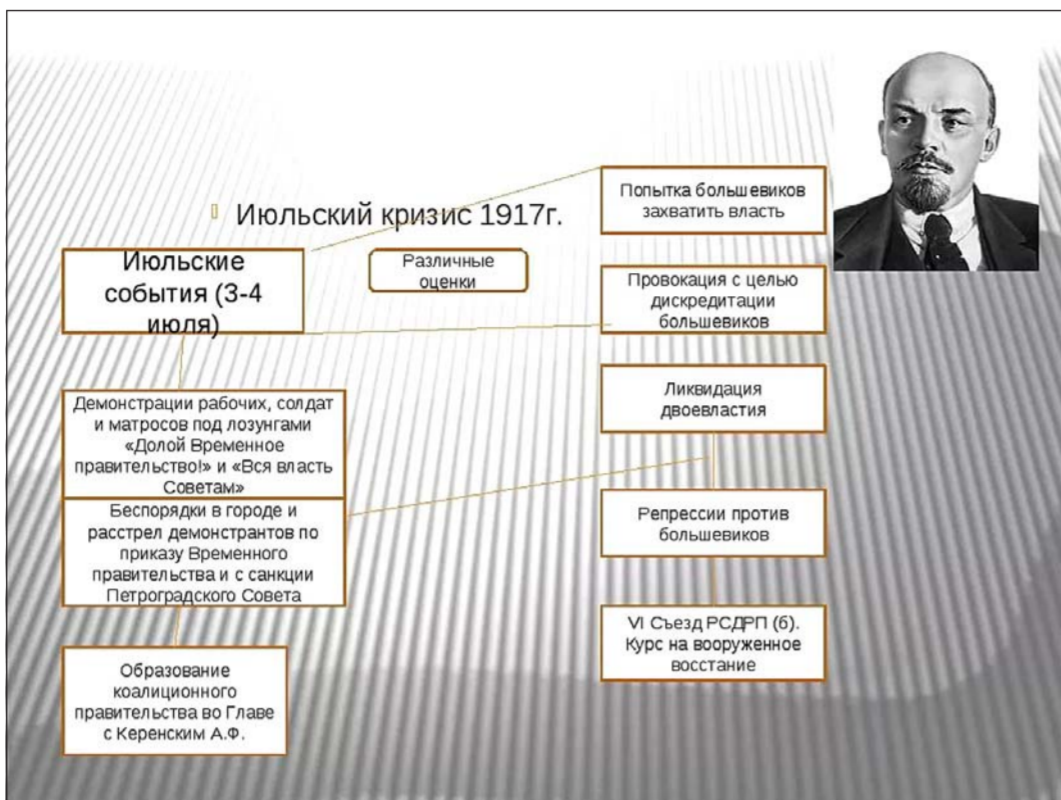 Июльский кризис 1917г.
Июльские
события (3-4
июля)
Различные
оценки
Попытка большевиков
захватить власть
Провокация с целью
дискредитации
большевиков
Ликвидация
двоевластия
Репрессии против
большевиков
VI Съезд РСДРП (б).
Курс на вооруженное
восстание
Демонстрации рабочих, солдат
и матросов под лозунгами
«Долой Временное
правительство!» и «Вся власть
Советам»
Беспорядки в городе и
расстрел демонстрантов по
приказу Временного
правительства и с санкции
Петроградского Совета
Образование
коалиционного
правительства во Главе
с Керенским А.Ф.